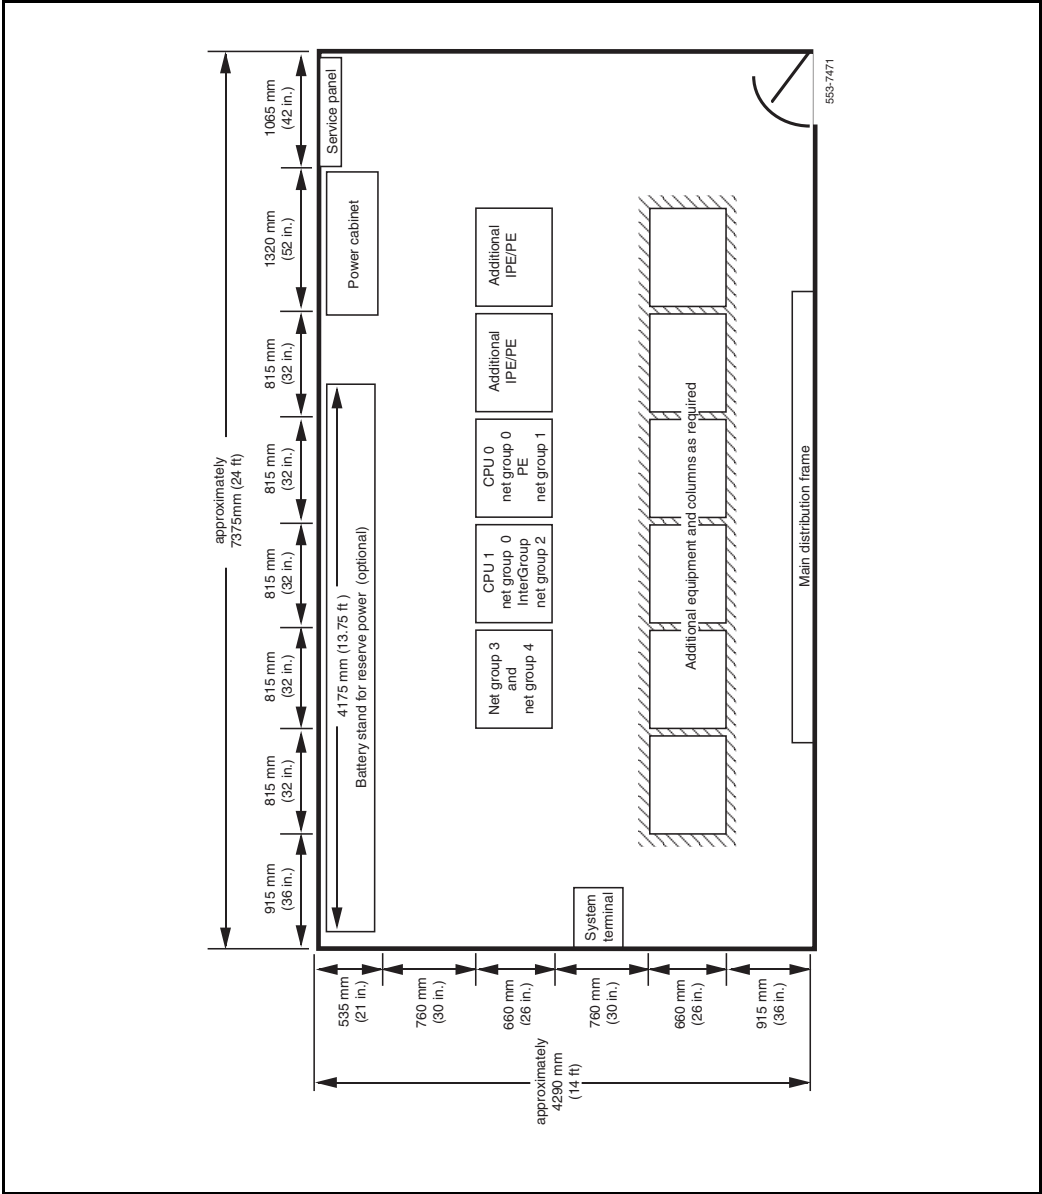 approximately
7375mm (24 ft)
915 mm
(36 in.)
815 mm
(32 in.)
815 mm
(32 in.)
815 mm
(32 in.)
815 mm
(32 in.)
815 mm
(32 in.)
1320 mm
(52 in.)
1065 mm
(42 in.)
4175 mm (13.75 ft )
Battery stand for reserve power (optional)
Power cabinet
Service panel
Net group 3
and
net group 4
CPU 1
net group 0
InterGroup
net group 2
CPU 0
net group 0
PE
net group 1
Additional
IPE/PE
Additional
IPE/PE
System
terminal
Additional equipment and columns as required
Main distribution frame
535 mm
(21 in.)
760 mm
(30 in.)
660 mm
(26 in.)
760 mm
(30 in.)
660 mm
(26 in.)
915 mm
(36 in.)
approximately
4290 mm
(14 ft)
553-7471